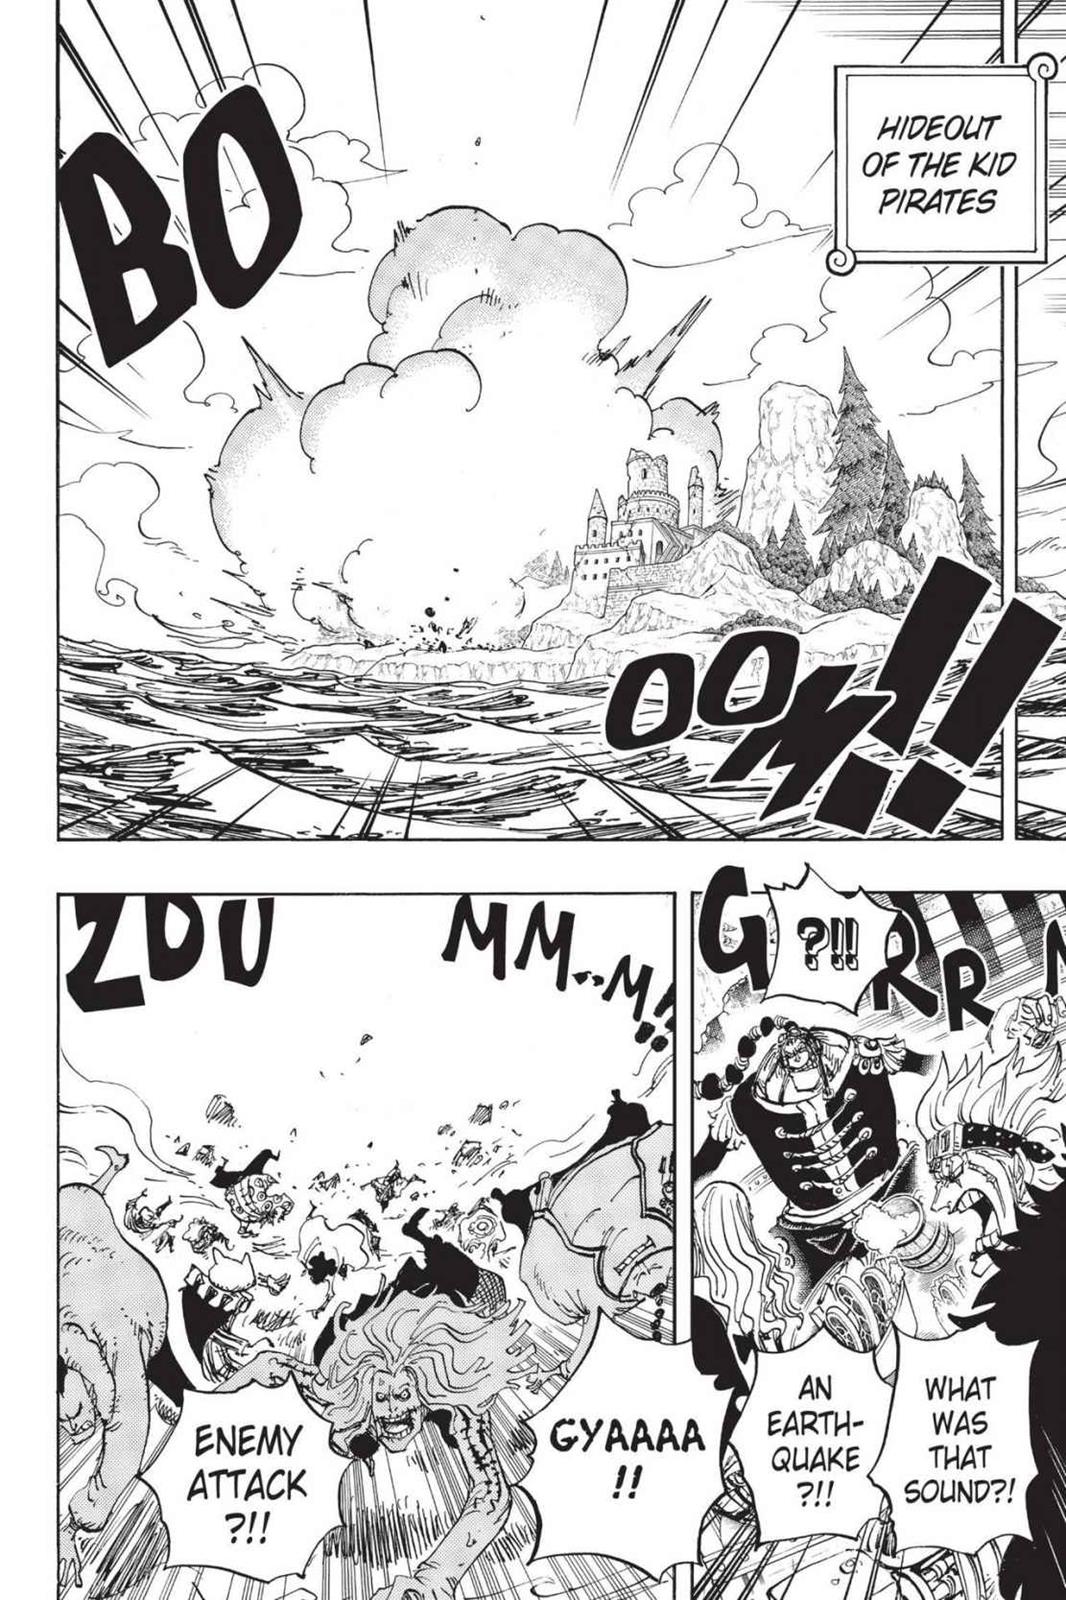 HIDEOUT
OF THE KID
PIRATES
BO
OOM!!
G RRR
?!!
WHAT
WAS
THAT
SOUND?!
AN
EARTH-
QUAKE
?!!
ZDU
MM..M!!
GYAAAA
!!
ENEMY
ATTACK
?!!